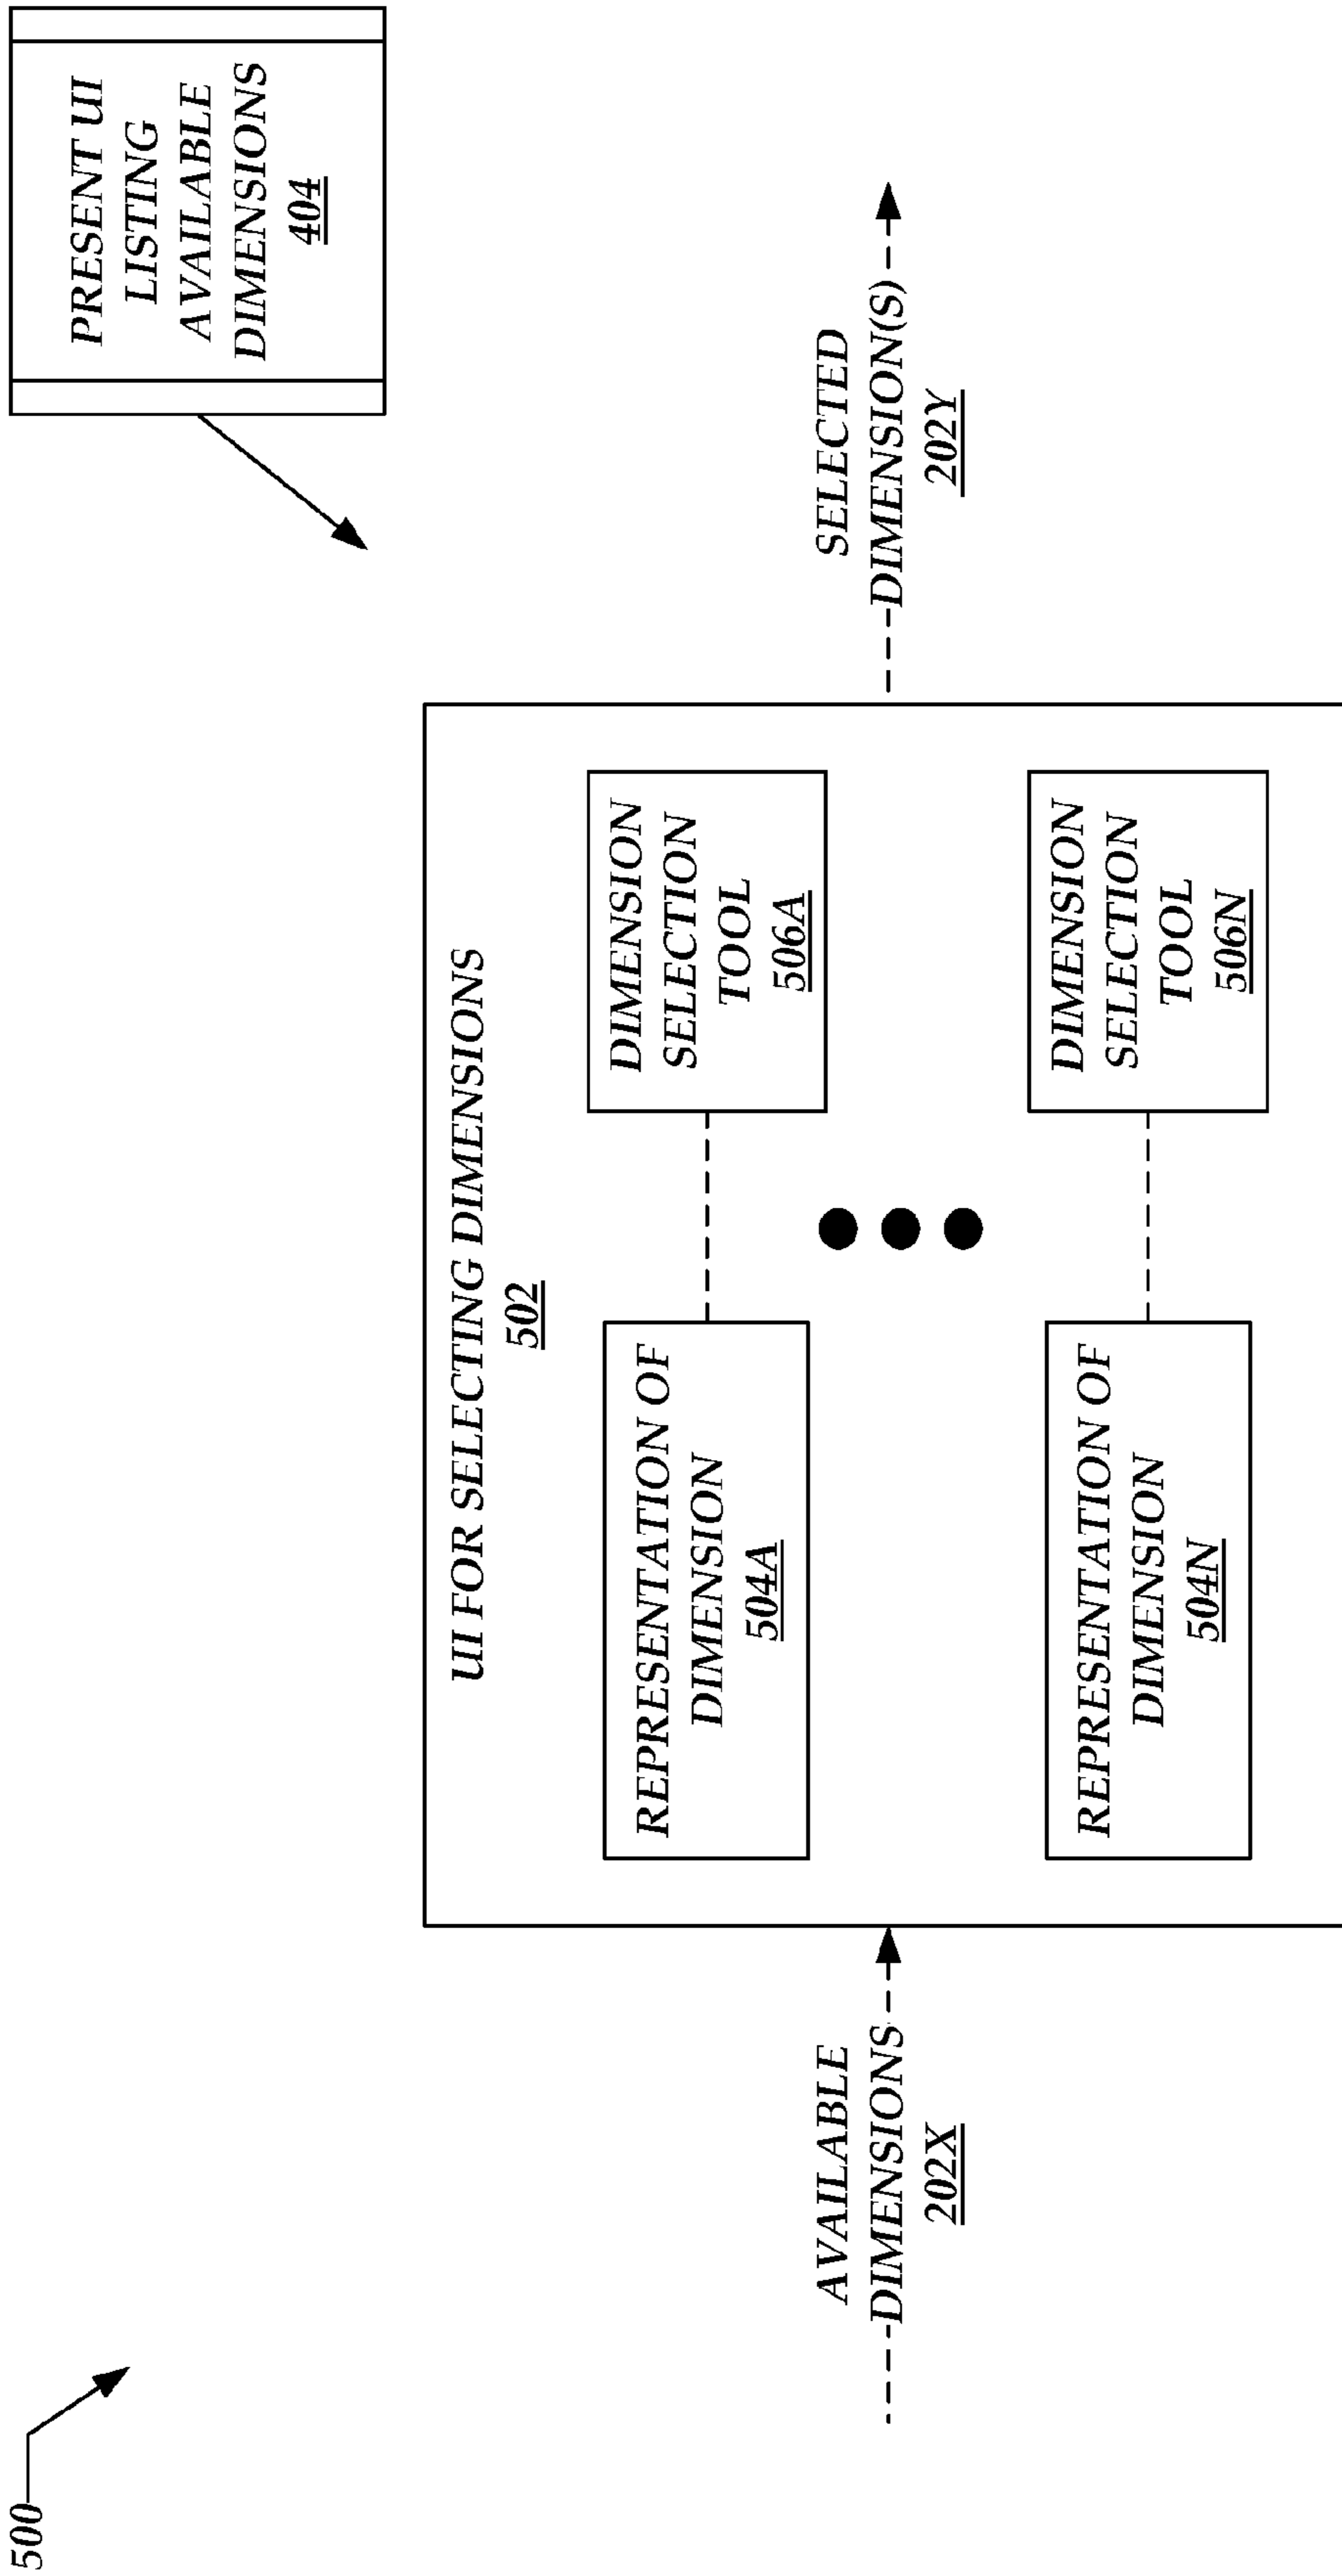 500
PRESENT UI
LISTING
AVAILABLE
DIMENSIONS
404
UI FOR SELECTING DIMENSIONS
502
REPRESENTATION OF
DIMENSION
504A
DIMENSION
SELECTION
TOOL
506A
AVAILABLE
DIMENSIONS
202X
SELECTED
DIMENSION(S)
202Y
REPRESENTATION OF
DIMENSION
504N
DIMENSION
SELECTION
TOOL
506N